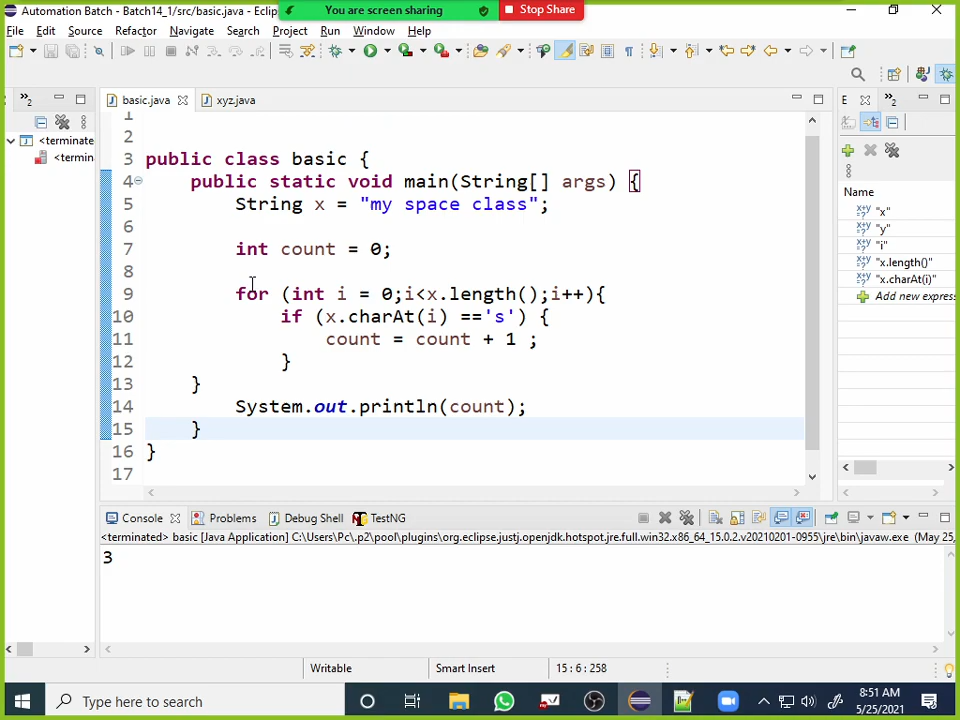 Automation Batch - Batch14_1/src/basic.java - Eclip
You are screen sharing
Stop Share
File Edit Source Refactor Navigate Search Project Run Window Help
basic.java
xyz.java
E
2
2
<terminate
<termin
1
2
3 public class basic {
4 public static void main(String[] args) {
5 String x = "my space class";
6
7 int count = 0;
8
9 for (int i = 0;i<x.length();i++){
10 if (x.charAt(i) =='s') {
11 count = count + 1 ;
12 }
13 }
14 System.out.println(count);
15 }
16 }
17
Name
"x"
"y"
"i"
"x.length()"
"x.charAt(i)"
Add new expres
Console Problems Debug Shell TestNG
<terminated> basic [Java Application] C:\Users\Pc\.p2\pool\plugins\org.eclipse.justj.openjdk.hotspot.jre.full.win32.x86_64_15.0.2.v20210201-0955\jre\bin\javaw.exe (May 25,
3
Writable Smart Insert 15 : 6 : 258
Type here to search
8:51 AM
5/25/2021